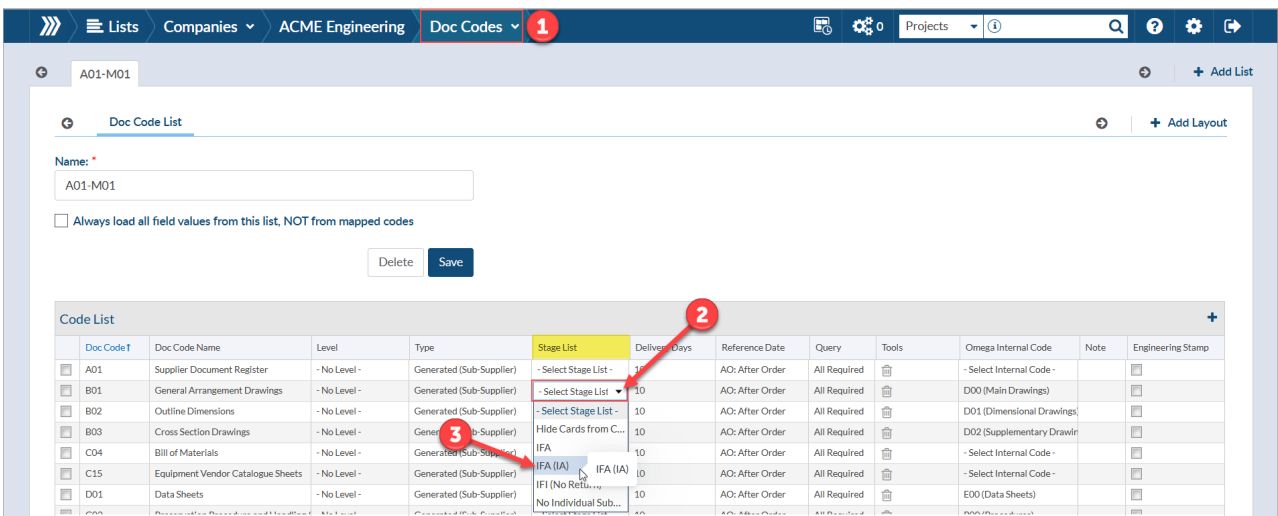 Lists Companies ACME Engineering Doc Codes 1 0 Projects
A01-M01 + Add List
Doc Code List + Add Layout
Name: *
A01-M01
Always load all field values from this list, NOT from mapped codes
Delete Save
2
Code List +
Doc Code Doc Code Name Level Type Stage List Delivery Days Reference Date Query Tools Omega Internal Code Note Engineering Stamp
A01 Supplier Document Register - No Level - Generated (Sub-Supplier) - Select Stage List - 10 AO: After Order All Required - Select Internal Code -
B01 General Arrangement Drawings - No Level - Generated (Sub-Supplier) - Select Stage List 10 AO: After Order All Required D00 (Main Drawings)
B02 Outline Dimensions - No Level - Generated (Sub-Supplier) - Select Stage List - 10 AO: After Order All Required D01 (Dimensional Drawings)
Hide Cards from C...
B03 Cross Section Drawings - No Level - (Sub-Supplier) 10 AO: After Order All Required D02 (Supplementary Drawin
3
IFA
C04 Bill of Materials - No Level - Generated (Sub-Supplier) 10 AO: After Order All Required - Select Internal Code -
IFA (IA) IFA (IA)
C15 Equipment Vendor Catalogue Sheets - No Level - Generated (Sub-Supplier) 10 AO: After Order All Required - Select Internal Code -
IFI (No Return)
D01 Data Sheets - No Level - Generated (Sub-Supplier) 10 AO: After Order All Required E00 (Data Sheets)
No Individual Sub...